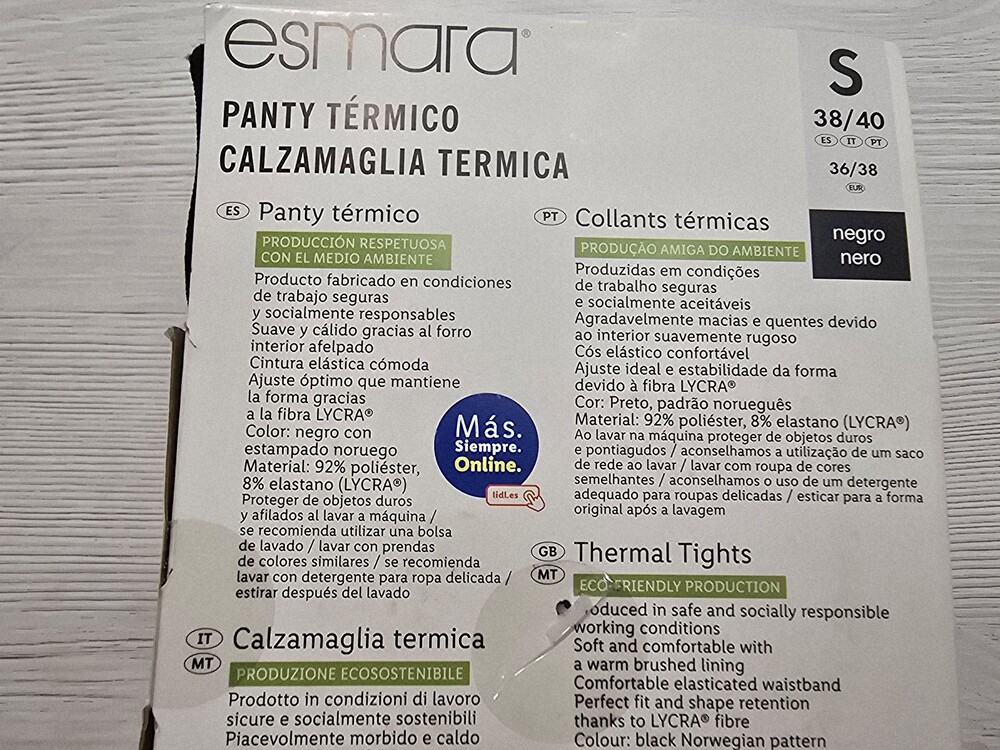 esmara®
PANTY TÉRMICO
CALZAMAGLIA TERMICA
S
38/40
ES IT PT
36/38
EUR
negro
nero
ES Panty térmico
PRODUCCIÓN RESPETUOSA
CON EL MEDIO AMBIENTE
Producto fabricado en condiciones
de trabajo seguras
y socialmente responsables
Suave y cálido gracias al forro
interior afelpado
Cintura elástica cómoda
Ajuste óptimo que mantiene
la forma gracias
a la fibra LYCRA®
Color: negro con
estampado noruego
Material: 92% poliéster,
8% elastano (LYCRA®)
Proteger de objetos duros
y afilados al lavar a máquina /
se recomienda utilizar una bolsa
de lavado / lavar con prendas
de colores similares / se recomienda
lavar con detergente para ropa delicada /
estirar después del lavado
Más.
Siempre.
Online.
lidl.es
PT Collants térmicas
PRODUÇÃO AMIGA DO AMBIENTE
Produzidas em condições
de trabalho seguras
e socialmente aceitáveis
Agradavelmente macias e quentes devido
ao interior suavemente rugoso
Cós elástico confortável
Ajuste ideal e estabilidade da forma
devido à fibra LYCRA®
Cor: Preto, padrão norueguês
Material: 92% poliéster, 8% elastano (LYCRA®)
Ao lavar na máquina proteger de objetos duros
e pontiagudos / aconselhamos a utilização de um saco
de rede ao lavar / lavar com roupa de cores
semelhantes / aconselhamos o uso de um detergente
adequado para roupas delicadas / esticar para a forma
original após a lavagem
IT MT Calzamaglia termica
PRODUZIONE ECOSOSTENIBILE
Prodotto in condizioni di lavoro
sicure e socialmente sostenibili
Piacevolmente morbido e caldo
GB MT Thermal Tights
ECO-FRIENDLY PRODUCTION
Produced in safe and socially responsible
working conditions
Soft and comfortable with
a warm brushed lining
Comfortable elasticated waistband
Perfect fit and shape retention
thanks to LYCRA® fibre
Colour: black Norwegian pattern